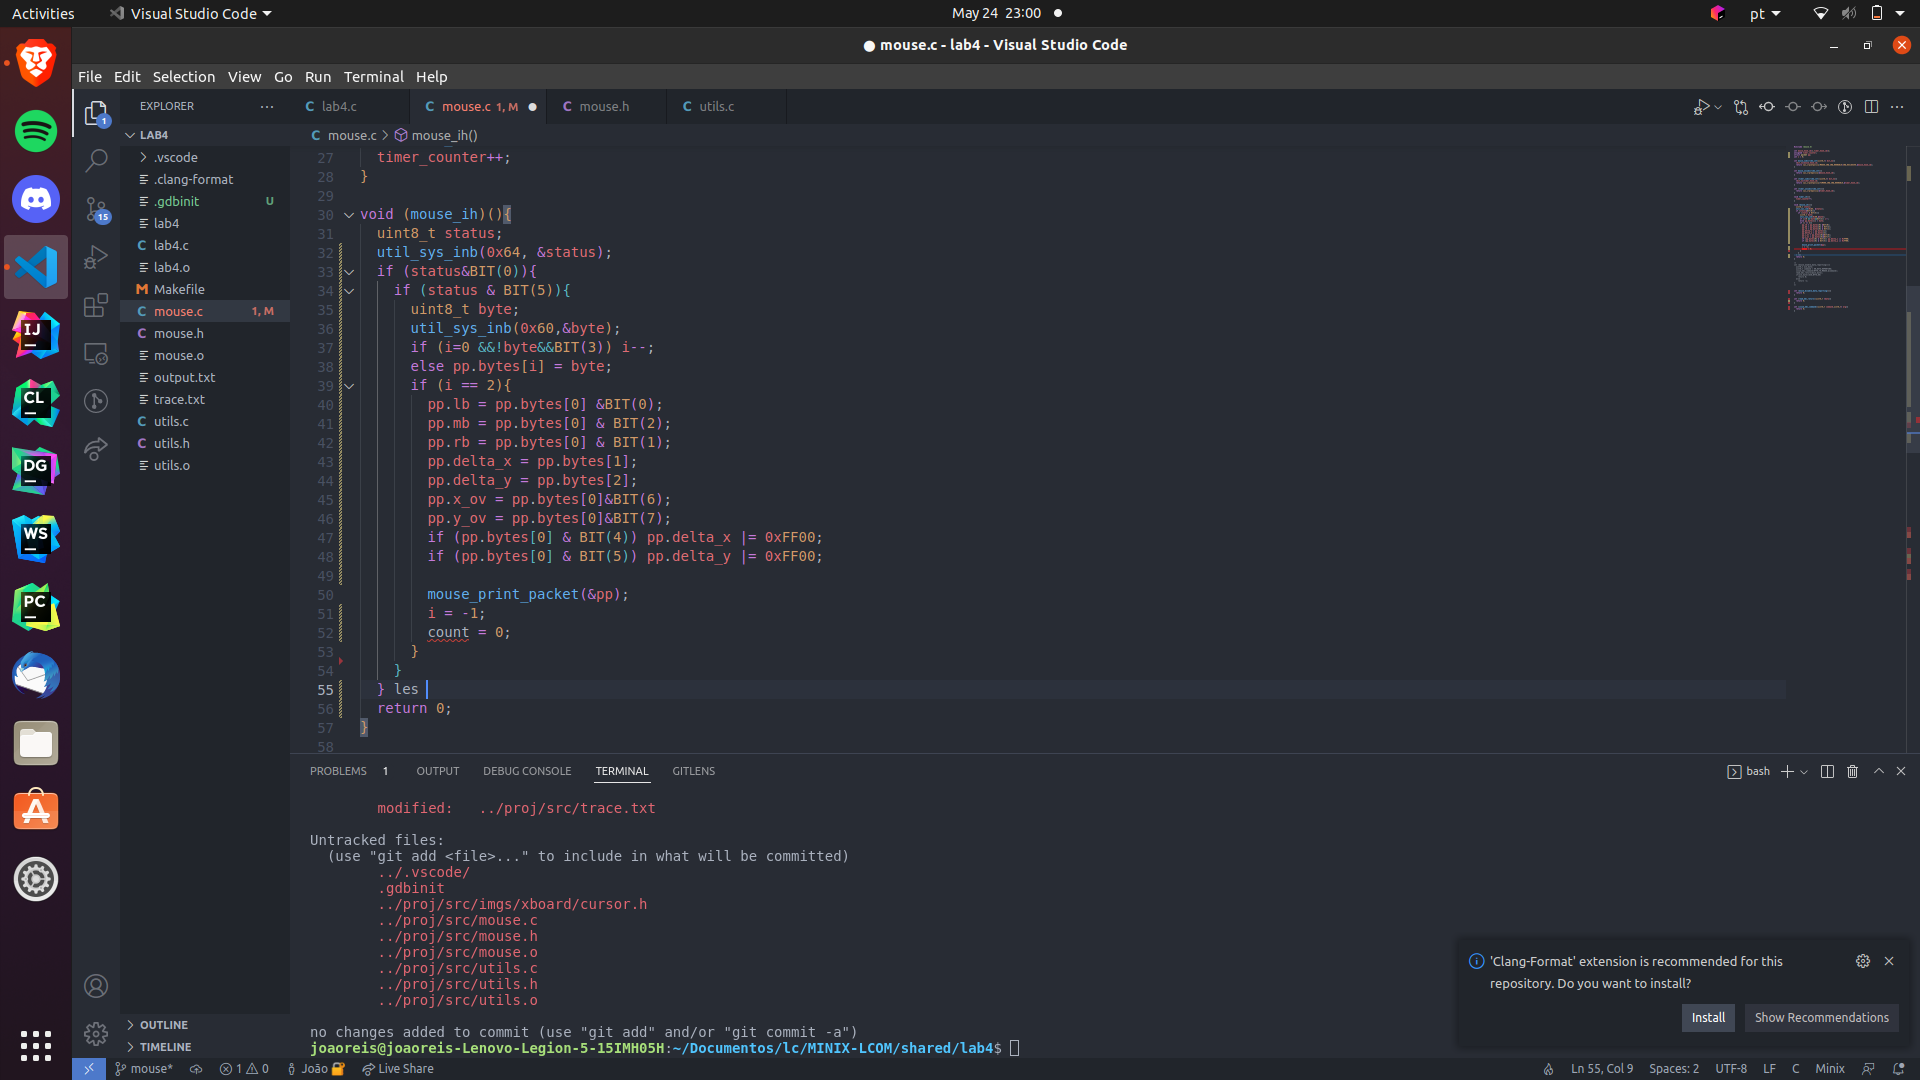 Activities
Visual Studio Code
May 24 23:00
pt
● mouse.c - lab4 - Visual Studio Code
File Edit Selection View Go Run Terminal Help
EXPLORER
LAB4
.vscode
.clang-format
.gdbinit U
lab4
C lab4.c
lab4.o
M Makefile
C mouse.c 1, M
C mouse.h
mouse.o
output.txt
trace.txt
C utils.c
C utils.h
utils.o
OUTLINE
TIMELINE
1
15
IJ
CL
DG
WS
PC
C lab4.c
C mouse.c 1, M ●
C mouse.h
C utils.c
C mouse.c > mouse_ih()
27 timer_counter++;
28 }
29
30 void (mouse_ih)(){
31 uint8_t status;
32 util_sys_inb(0x64, &status);
33 if (status&BIT(0)){
34 if (status & BIT(5)){
35 uint8_t byte;
36 util_sys_inb(0x60,&byte);
37 if (i=0 &&!byte&&BIT(3)) i--;
38 else pp.bytes[i] = byte;
39 if (i == 2){
40 pp.lb = pp.bytes[0] &BIT(0);
41 pp.mb = pp.bytes[0] & BIT(2);
42 pp.rb = pp.bytes[0] & BIT(1);
43 pp.delta_x = pp.bytes[1];
44 pp.delta_y = pp.bytes[2];
45 pp.x_ov = pp.bytes[0]&BIT(6);
46 pp.y_ov = pp.bytes[0]&BIT(7);
47 if (pp.bytes[0] & BIT(4)) pp.delta_x |= 0xFF00;
48 if (pp.bytes[0] & BIT(5)) pp.delta_y |= 0xFF00;
49
50 mouse_print_packet(&pp);
51 i = -1;
52 count = 0;
53 }
54 }
55 } les
56 return 0;
57 }
58
PROBLEMS 1 OUTPUT DEBUG CONSOLE TERMINAL GITLENS
bash
modified: ../proj/src/trace.txt
Untracked files:
(use "git add <file>..." to include in what will be committed)
../.vscode/
.gdbinit
../proj/src/imgs/xboard/cursor.h
../proj/src/mouse.c
../proj/src/mouse.h
../proj/src/mouse.o
../proj/src/utils.c
../proj/src/utils.h
../proj/src/utils.o
no changes added to commit (use "git add" and/or "git commit -a")
joaoreis@joaoreis-Lenovo-Legion-5-15IMH05H:~/Documentos/lc/MINIX-LCOM/shared/lab4$
'Clang-Format' extension is recommended for this
repository. Do you want to install?
Install
Show Recommendations
mouse* 1 0 João Live Share
Ln 55, Col 9 Spaces: 2 UTF-8 LF C Minix